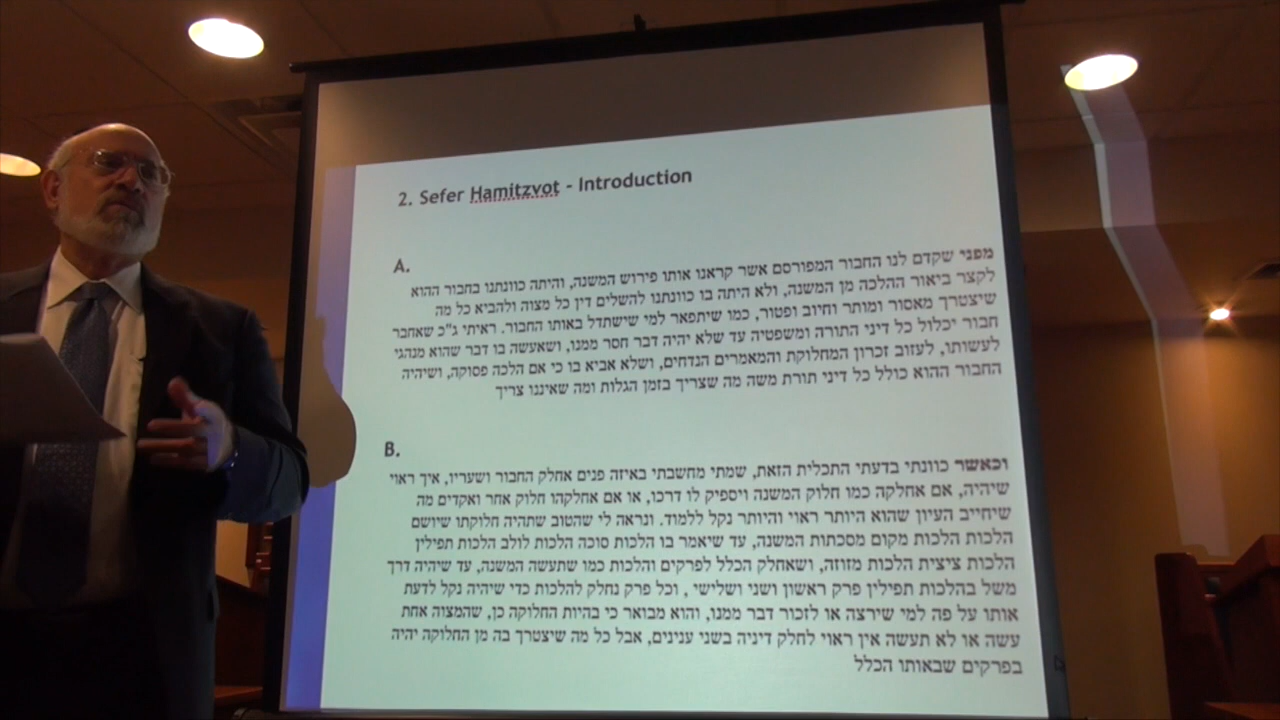 2. Sefer Hamitzvot - Introduction
A.
מפני שקדם לנו החבור המפורסם אשר קראנו אותו פירוש המשנה, והיתה כוונתנו בחבור ההוא
לקצר ביאור ההלכה מן המשנה, ולא היתה בו כוונתנו להשלים דין כל מצוה ולהביא כל מה
שיצטרך מאסור ומותר וחיוב ופטור, כמו שיתפאר למי שישתדל באותו החבור. ראיתי ג"כ שאחבר
חבור יכלול כל דיני התורה ומשפטיה עד שלא יהיה דבר חסר ממנו, ושאעשה בו דבר שהוא מנהגי
לעשותו, לעזוב זכרון המחלוקת והמאמרים הנדחים, ושלא אביא בו כי אם הלכה פסוקה, ושיהיה
החבור ההוא כולל כל דיני תורת משה מה שצריך בזמן הגלות ומה שאיננו צריך
B.
וכאשר כוונתי בדעתי התכלית הזאת, שמתי מחשבתי באיזה פנים אחלק החבור ושעריו, איך ראוי
שיהיה, אם אחלקה כמו חלוק המשנה ויספיק לו דרכו, או אם אחלקהו חלוק אחר ואקדים מה
שיחייב העיון שהוא היותר ראוי והיותר נקל ללמוד. ונראה לי שהטוב שתהיה חלוקתו שיושם
הלכות הלכות מקום מסכתות המשנה, עד שיאמר בו הלכות סוכה הלכות לולב הלכות תפילין
הלכות ציצית הלכות מזוזה, ושאחלק הכלל לפרקים והלכות כמו שתעשה המשנה, עד שיהיה דרך
משל בהלכות תפילין פרק ראשון ושני ושלישי , וכל פרק נחלק להלכות כדי שיהיה נקל לדעת
אותו על פה למי שירצה או לזכור דבר ממנו, והוא מבואר כי בהיות החלוקה כן, שהמצוה אחת
עשה או לא תעשה אין ראוי לחלק דיניה בשני ענינים, אבל כל מה שיצטרך בה מן החלוקה יהיה
בפרקים שבאותו הכלל